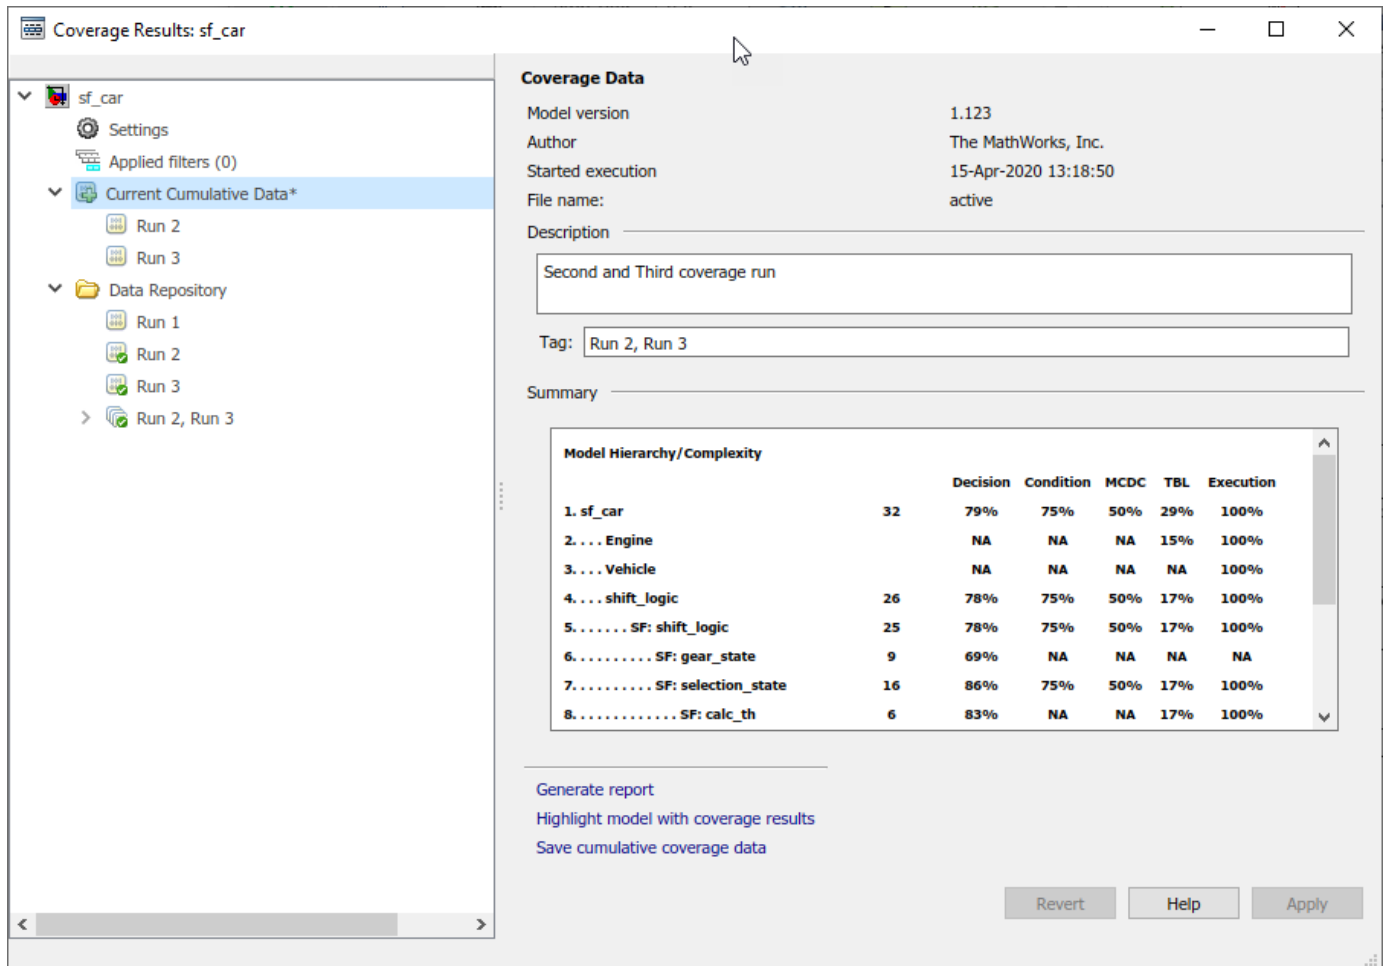 Coverage Results: sf_car
sf_car
Settings
Applied filters (0)
Current Cumulative Data*
Run 2
Run 3
Data Repository
Run 1
Run 2
Run 3
Run 2, Run 3
Coverage Data
Model version 1.123
Author The MathWorks, Inc.
Started execution 15-Apr-2020 13:18:50
File name: active
Description
Second and Third coverage run
Tag: Run 2, Run 3
Summary
Model Hierarchy/Complexity
Decision Condition MCDC TBL Execution
1. sf_car 32 79% 75% 50% 29% 100%
2. . . . Engine NA NA NA 15% 100%
3. . . . Vehicle NA NA NA NA 100%
4. . . . shift_logic 26 78% 75% 50% 17% 100%
5. . . . . . . SF: shift_logic 25 78% 75% 50% 17% 100%
6. . . . . . . . . . SF: gear_state 9 69% NA NA NA NA
7. . . . . . . . . . SF: selection_state 16 86% 75% 50% 17% 100%
8. . . . . . . . . . . . . SF: calc_th 6 83% NA NA 17% 100%
Generate report
Highlight model with coverage results
Save cumulative coverage data
Revert Help Apply